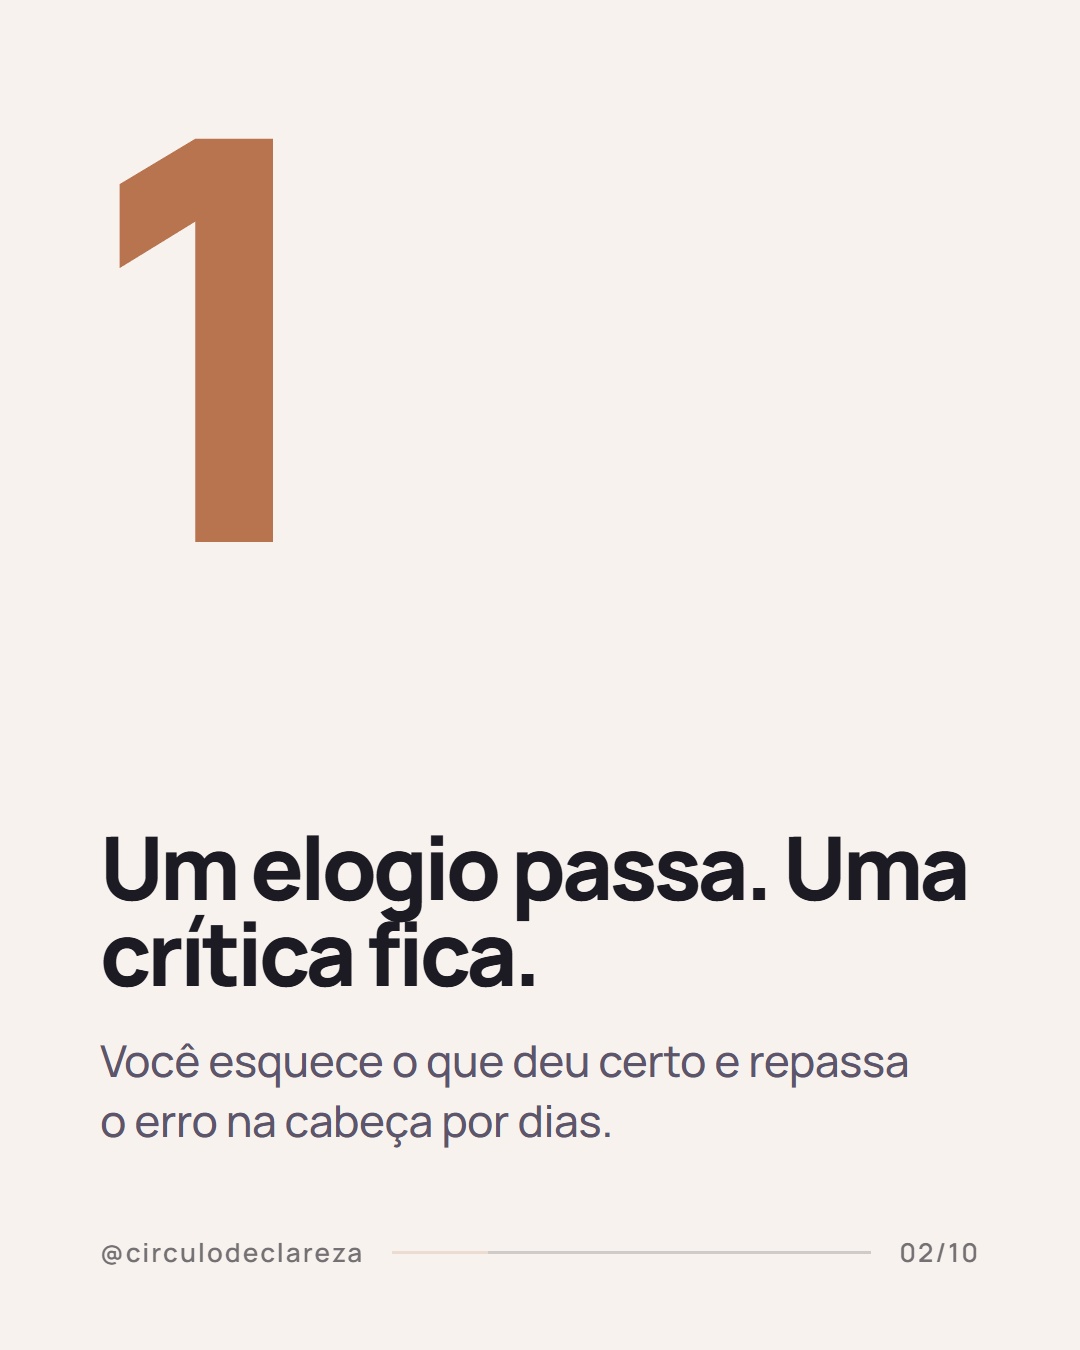 1
Um elogio passa. Uma
crítica fica.
Você esquece o que deu certo e repassa
o erro na cabeça por dias.
@circulodeclareza 02/10